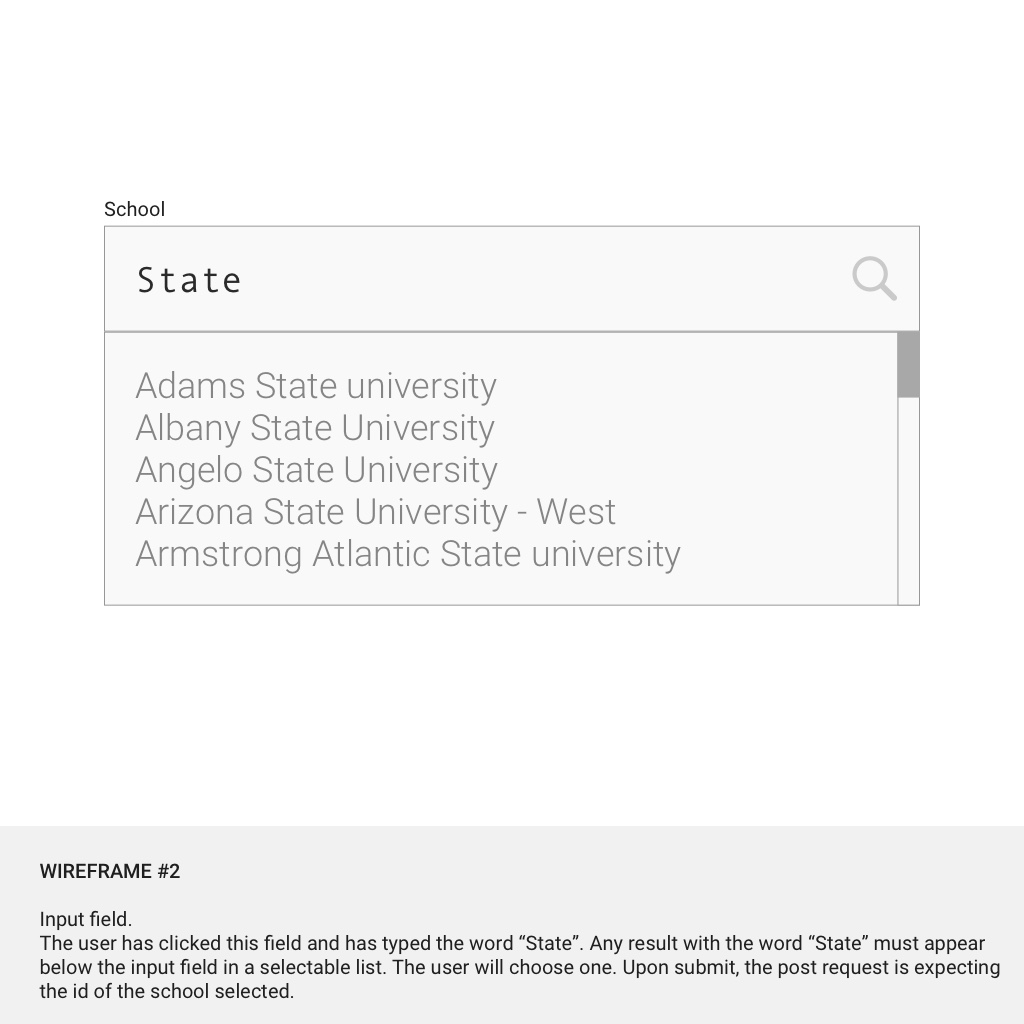 School
State
Adams State university
Albany State University
Angelo State University
Arizona State University - West
Armstrong Atlantic State university
WIREFRAME #2
Input field.
The user has clicked this field and has typed the word “State”. Any result with the word “State” must appear
below the input field in a selectable list. The user will choose one. Upon submit, the post request is expecting
the id of the school selected.